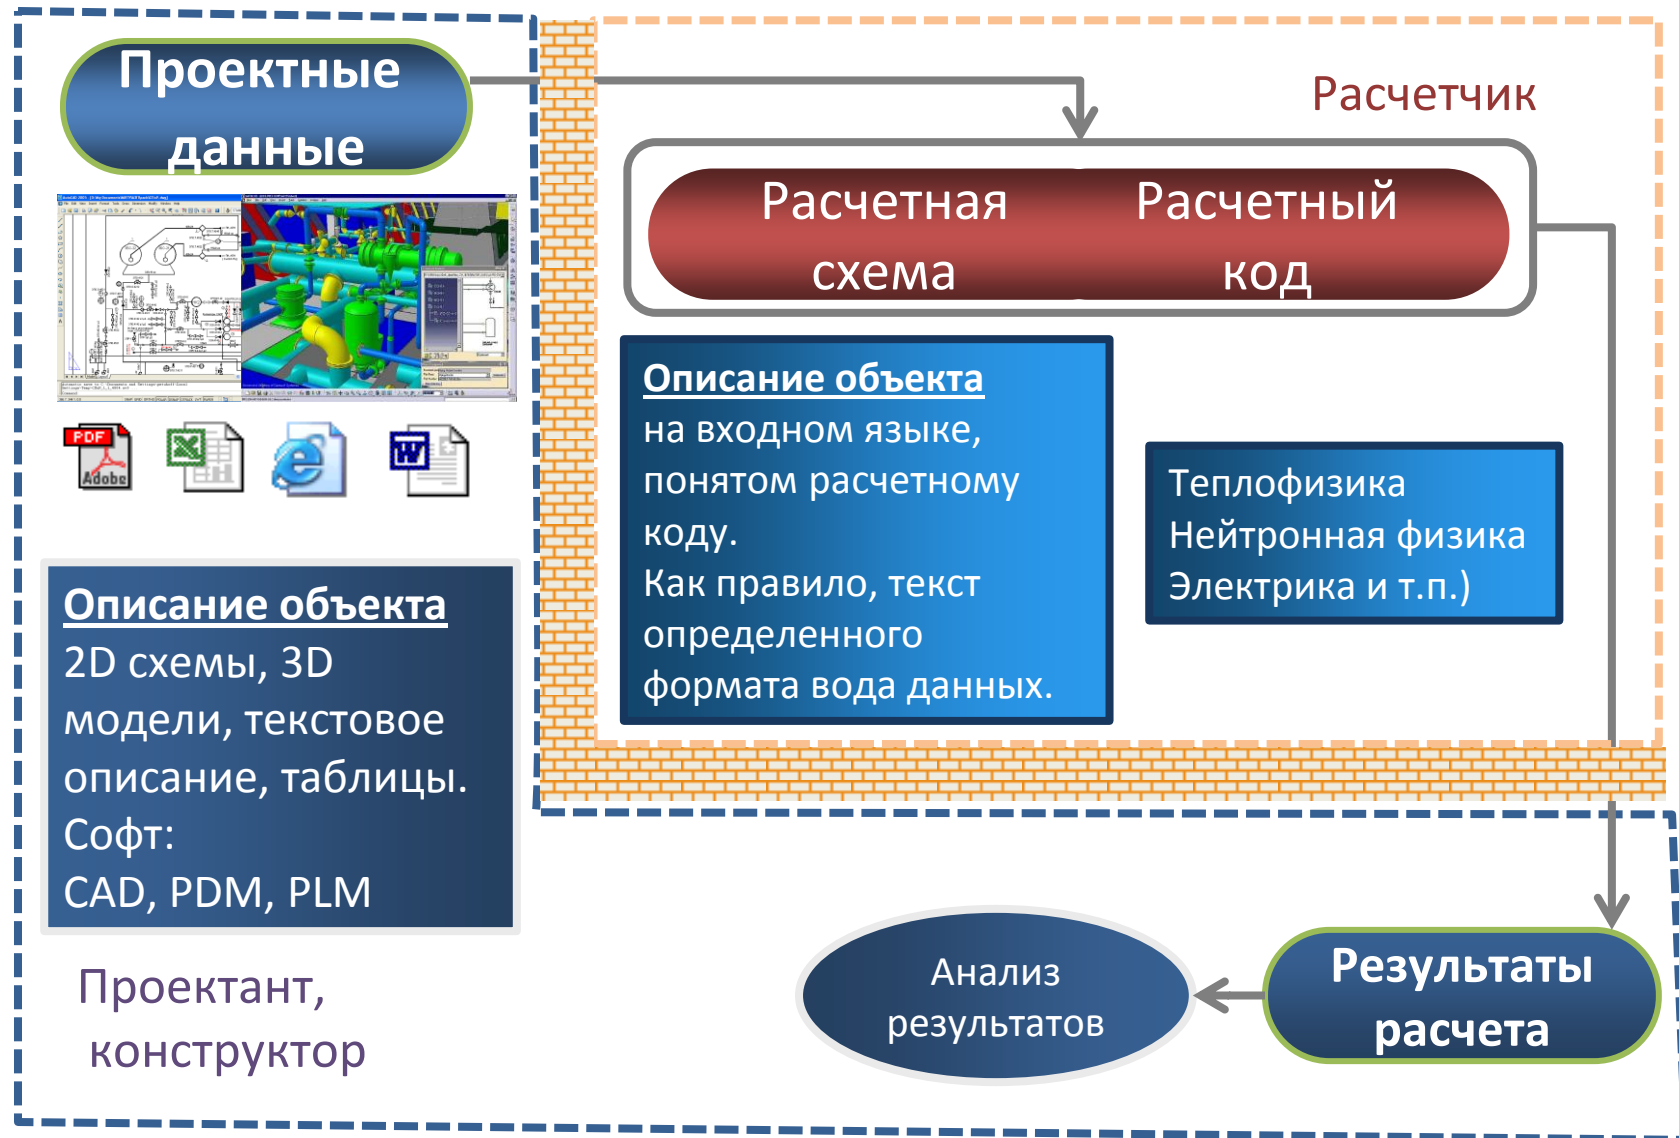 Проектные
данные
PDF
Adobe
Описание объекта
2D схемы, 3D
модели, текстовое
описание, таблицы.
Софт:
CAD, PDM, PLM
Проектант,
конструктор
Расчетчик
Расчетная
схема
Расчетный
код
Описание объекта
на входном языке,
понятом расчетному
коду.
Как правило, текст
определенного
формата вода данных.
Теплофизика
Нейтронная физика
Электрика и т.п.)
Анализ
результатов
Результаты
расчета